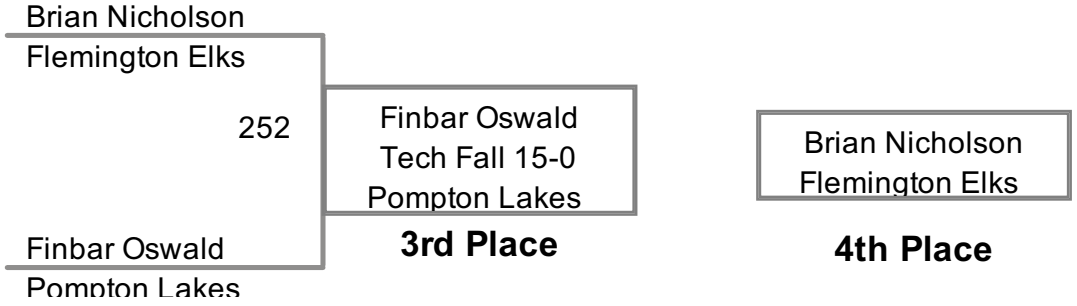 Brian Nicholson
Flemington Elks
252
Finbar Oswald
Tech Fall 15-0
Pompton Lakes
3rd Place
Brian Nicholson
Flemington Elks
4th Place
Finbar Oswald
Pompton Lakes